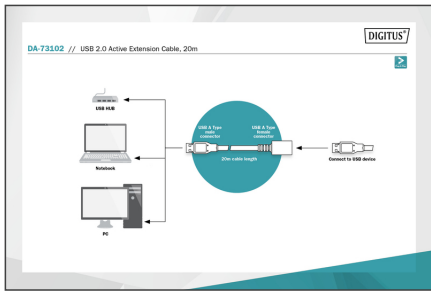 DIGITUS®
DA-73102 // USB 2.0 Active Extension Cable, 20m
USB HUB
USB A Type
male
connector
USB A Type
female
connector
20m cable length
Connect to USB device
Notebook
PC